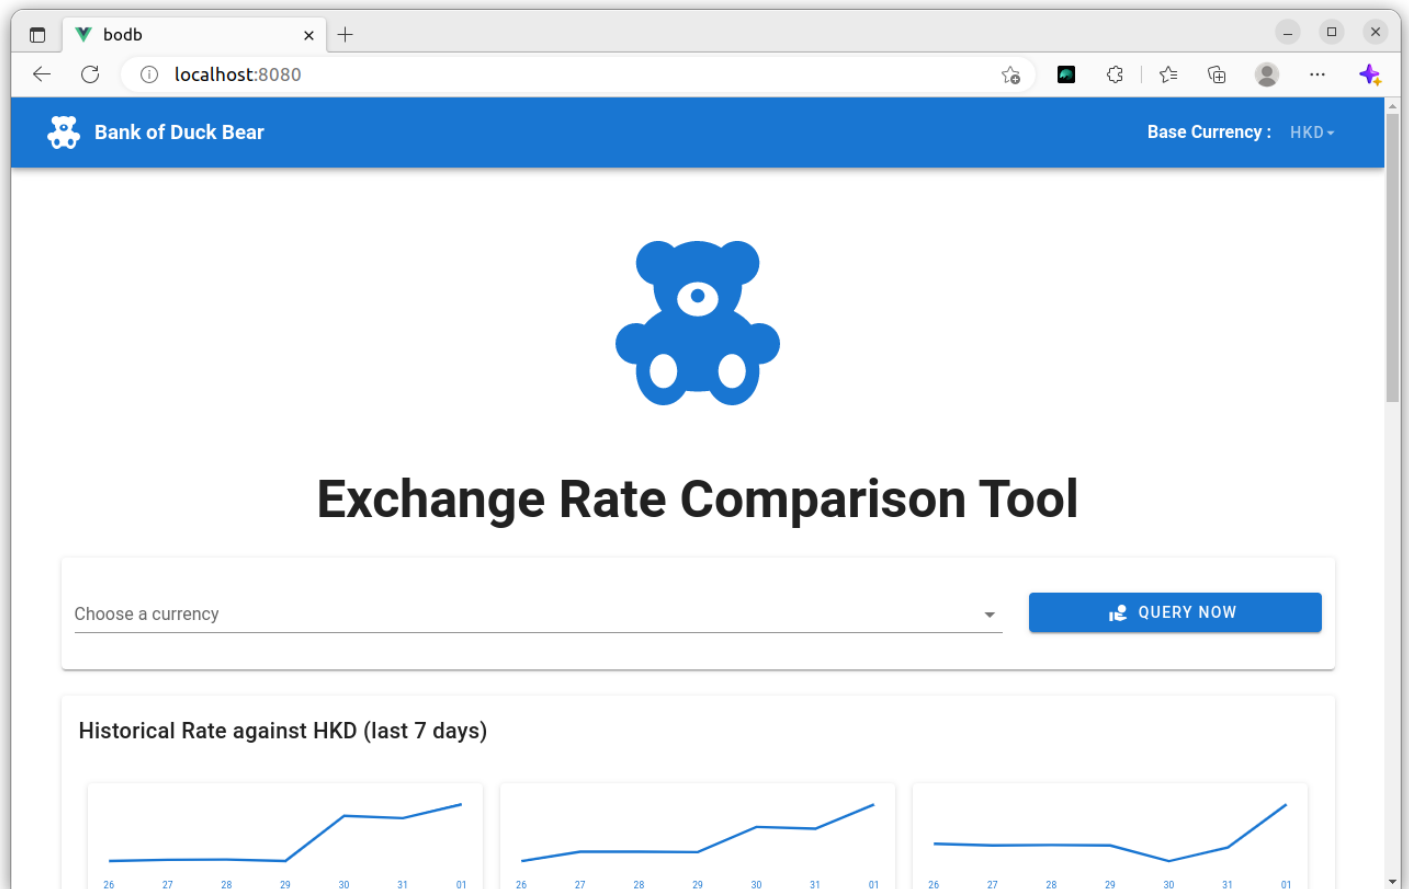 bodb
localhost:8080
Bank of Duck Bear
Base Currency : HKD
Exchange Rate Comparison Tool
Choose a currency
QUERY NOW
Historical Rate against HKD (last 7 days)
26 27 28 29 30 31 01
26 27 28 29 30 31 01
26 27 28 29 30 31 01